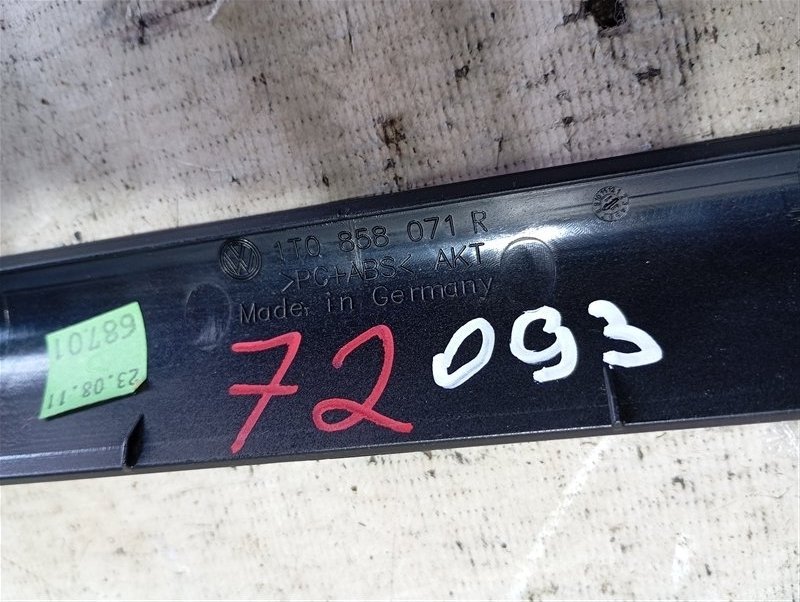 1T0 858 071 R
>PC+ABS< AKT
Made in Germany
68701
23.08.11
72 093